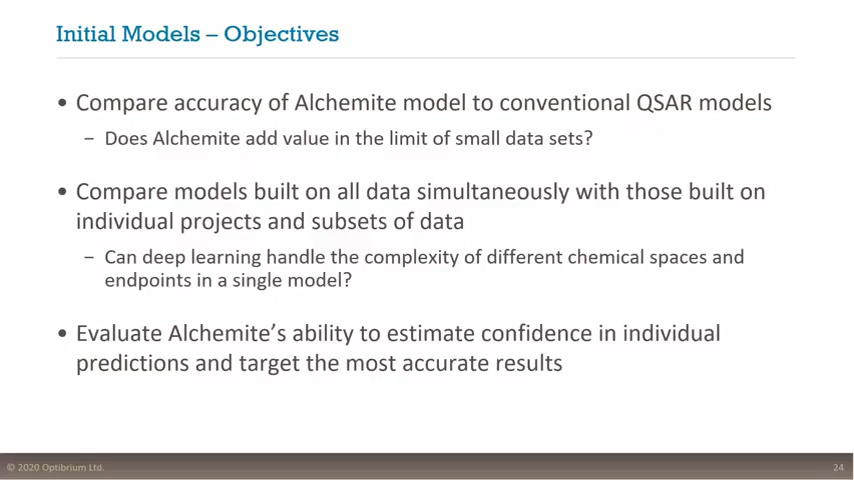 Initial Models – Objectives
• Compare accuracy of Alchemite model to conventional QSAR models
− Does Alchemite add value in the limit of small data sets?
• Compare models built on all data simultaneously with those built on
individual projects and subsets of data
− Can deep learning handle the complexity of different chemical spaces and
endpoints in a single model?
• Evaluate Alchemite’s ability to estimate confidence in individual
predictions and target the most accurate results
© 2020 Optibrium Ltd.
24